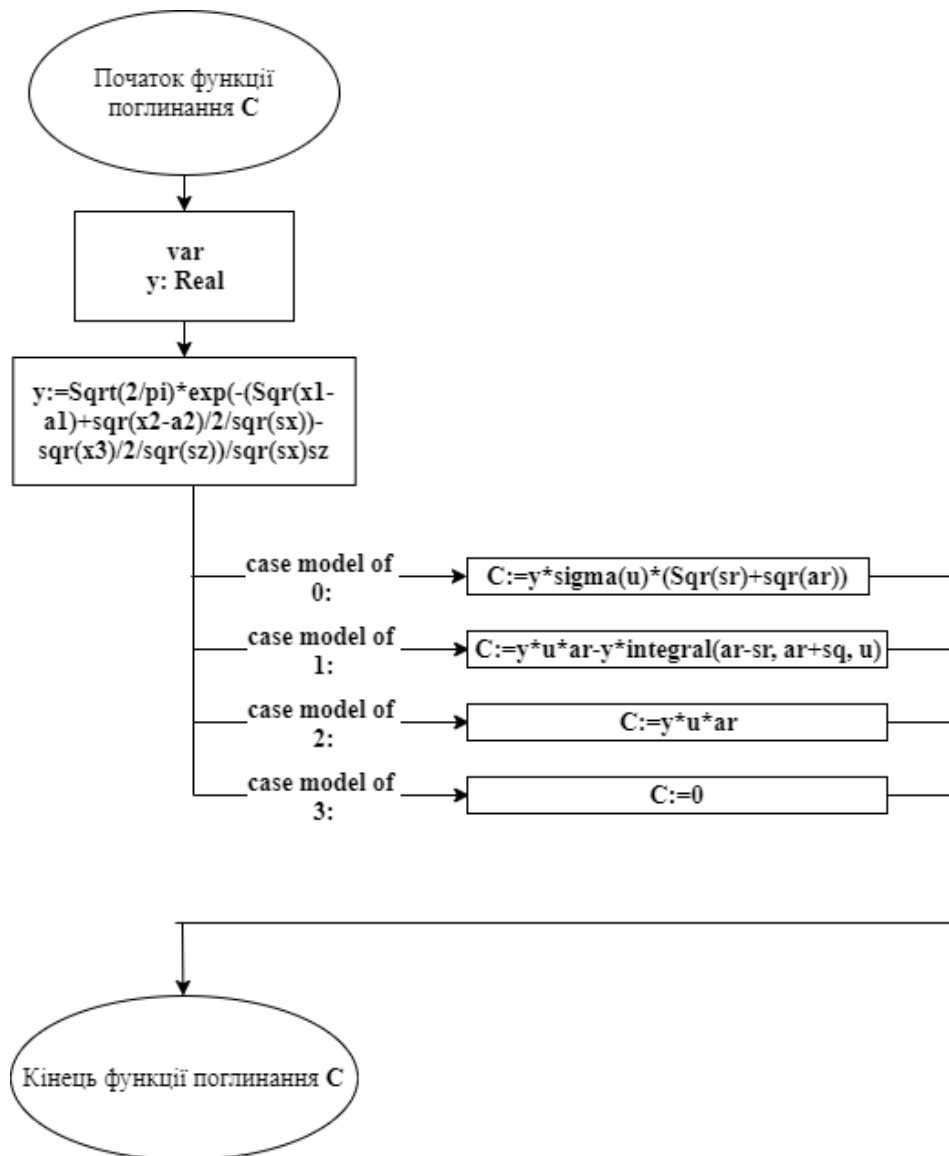 Початок функції
поглинання C
var
y: Real
y:=Sqrt(2/pi)*exp(-(Sqr(x1-
a1)+sqr(x2-a2)/2/sqr(sx))-
sqr(x3)/2/sqr(sz))/sqr(sx)sz
case model of
0:
C:=y*sigma(u)*(Sqr(sr)+sqr(ar))
case model of
1:
C:=y*u*ar-y*integral(ar-sr, ar+sq, u)
case model of
2:
C:=y*u*ar
case model of
3:
C:=0
Кінець функції поглинання C